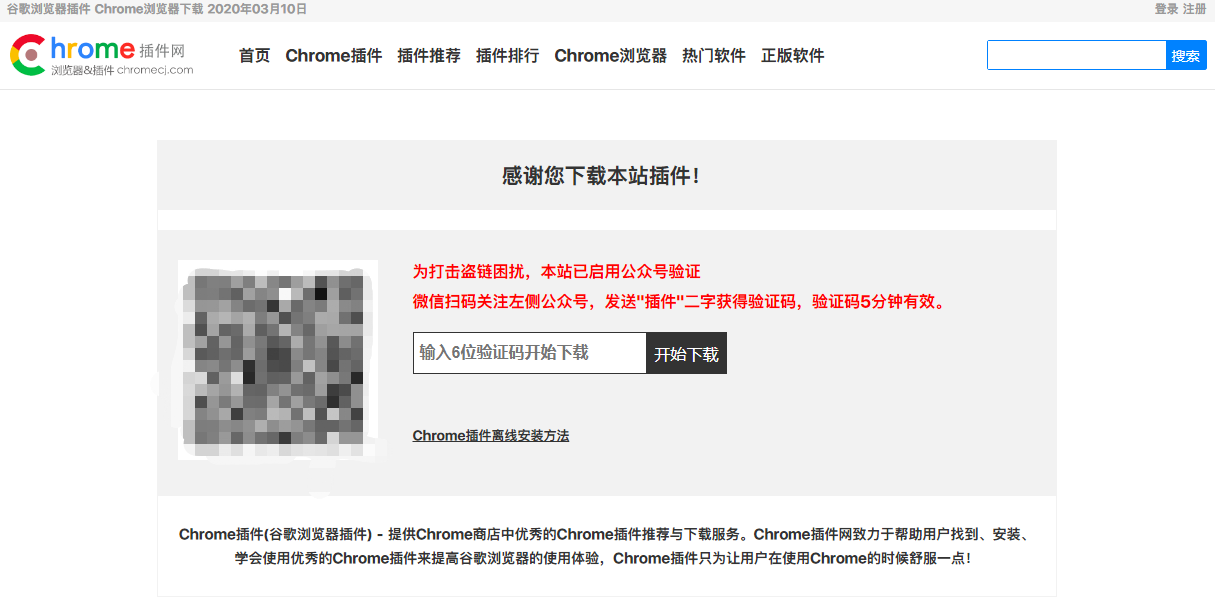 谷歌浏览器插件 Chrome浏览器下载 2020年03月10日
登录 注册
Chrome 插件网
浏览器&插件 chromecj.com
首页 Chrome插件 插件推荐 插件排行 Chrome浏览器 热门软件 正版软件
搜索
感谢您下载本站插件！
为打击盗链困扰，本站已启用公众号验证
微信扫码关注左侧公众号，发送"插件"二字获得验证码，验证码5分钟有效。
输入6位验证码开始下载
开始下载
Chrome插件离线安装方法
Chrome插件(谷歌浏览器插件) - 提供Chrome商店中优秀的Chrome插件推荐与下载服务。Chrome插件网致力于帮助用户找到、安装、
学会使用优秀的Chrome插件来提高谷歌浏览器的使用体验，Chrome插件只为让用户在使用Chrome的时候舒服一点！